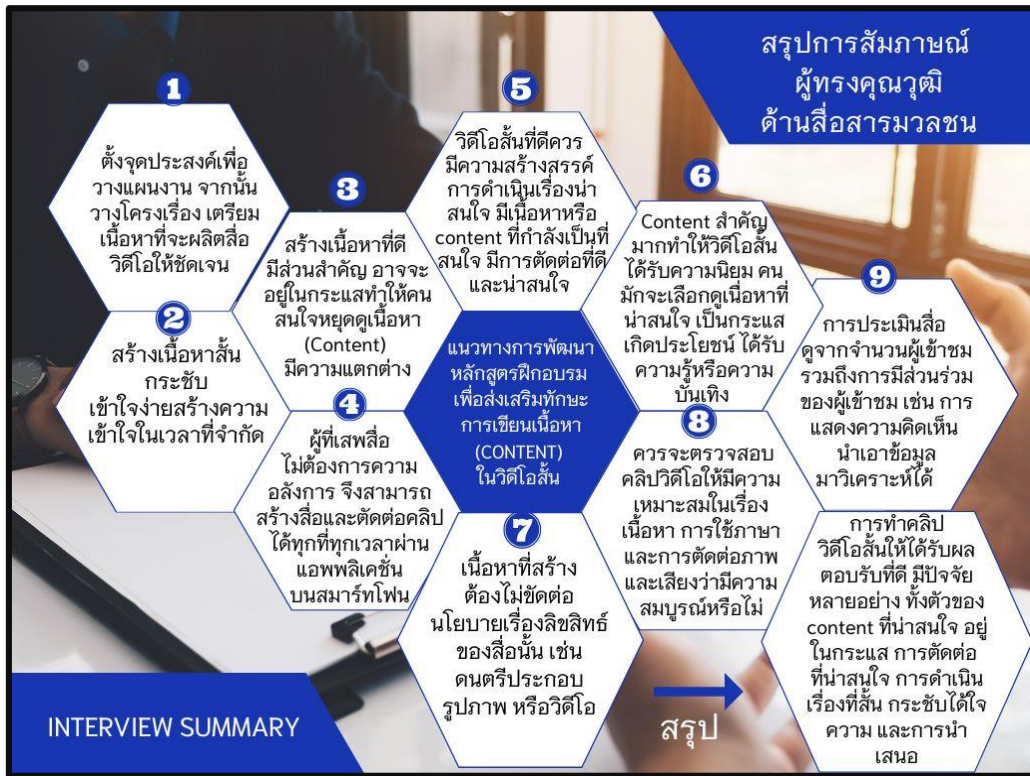 สรุปการสัมภาษณ์
ผู้ทรงคุณวุฒิ
ด้านสื่อสารมวลชน
1
ตั้งจุดประสงค์เพื่อ
วางแผนงาน จากนั้น
วางโครงเรื่อง เตรียม
เนื้อหาที่จะผลิตสื่อ
วิดีโอให้ชัดเจน
2
สร้างเนื้อหาสั้น
กระชับ
เข้าใจง่ายสร้างความ
เข้าใจในเวลาที่จำกัด
3
สร้างเนื้อหาที่ดี
มีส่วนสำคัญ อาจจะ
อยู่ในกระแสทำให้คน
สนใจหยุดดูเนื้อหา
(Content)
มีความแตกต่าง
4
ผู้ที่เสพสื่อ
ไม่ต้องการความ
อลังการ จึงสามารถ
สร้างสื่อและตัดต่อคลิป
ได้ทุกที่ทุกเวลาผ่าน
แอพพลิเคชั่น
บนสมาร์ทโฟน
5
วิดีโอสั้นที่ดีควร
มีความสร้างสรรค์
การดำเนินเรื่องน่า
สนใจ มีเนื้อหาหรือ
content ที่กำลังเป็นที่
สนใจ มีการตัดต่อที่ดี
และน่าสนใจ
แนวทางการพัฒนา
หลักสูตรฝึกอบรม
เพื่อส่งเสริมทักษะ
การเขียนเนื้อหา
(CONTENT)
ในวิดีโอสั้น
6
Content สำคัญ
มากทำให้วิดีโอสั้น
ได้รับความนิยม คน
มักจะเลือกดูเนื่อหาที่
น่าสนใจ เป็นกระแส
เกิดประโยชน์ ได้รับ
ความรู้หรือความ
บันเทิง
7
เนื้อหาที่สร้าง
ต้องไม่ขัดต่อ
นโยบายเรื่องลิขสิทธ์
ของสื่อนั้น เช่น
ดนตรีประกอบ
รูปภาพ หรือวิดีโอ
8
ควรจะตรวจสอบ
คลิปวิดีโอให้มีความ
เหมาะสมในเรื่อง
เนื้อหา การใช้ภาษา
และการตัดต่อภาพ
และเสียงว่ามีความ
สมบูรณ์หรือไม่
9
การประเมินสื่อ
ดูจากจำนวนผู้เข้าชม
รวมถึงการมีส่วนร่วม
ของผู้เข้าชม เช่น การ
แสดงความคิดเห็น
นำเอาข้อมูล
มาวิเคราะห์ได้
สรุป
การทำคลิป
วิดีโอสั้นให้ได้รับผล
ตอบรับที่ดี มีปัจจัย
หลายอย่าง ทั้งตัวของ
content ที่น่าสนใจ อยู่
ในกระแส การตัดต่อ
ที่น่าสนใจ การดำเนิน
เรื่องที่สั้น กระชับได้ใจ
ความ และการนำ
เสนอ
INTERVIEW SUMMARY